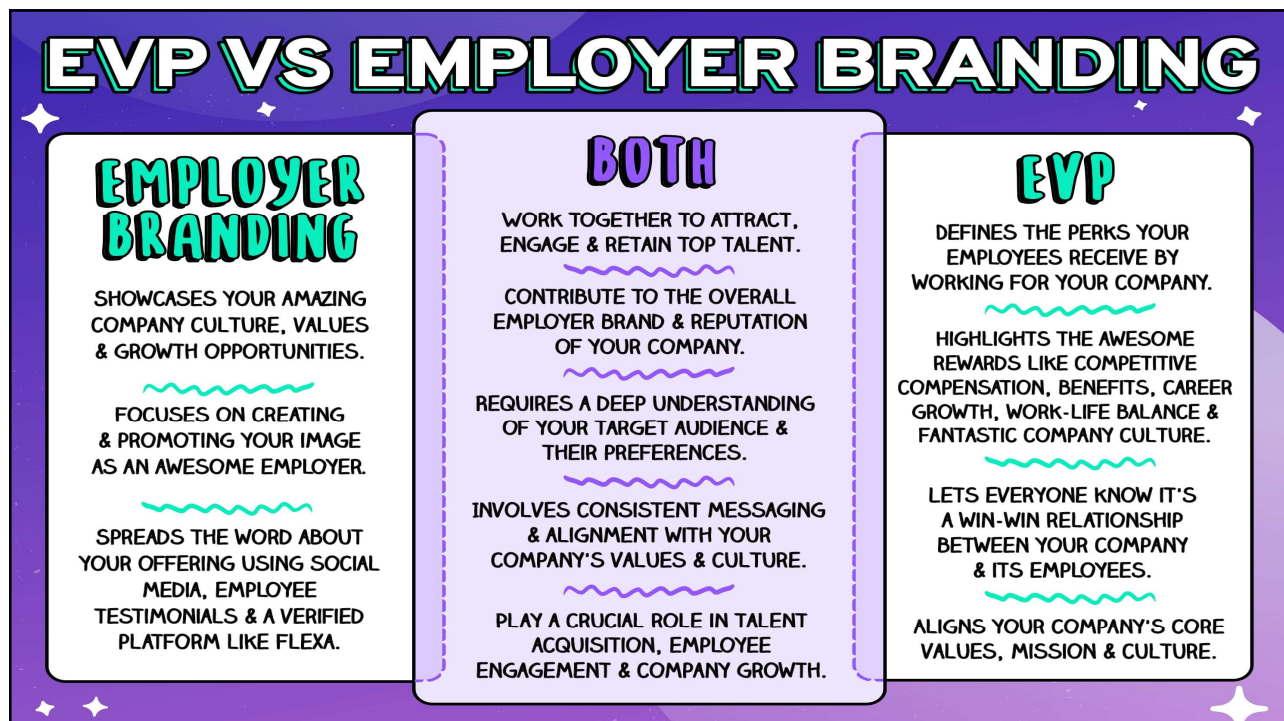 EVP VS EMPLOYER BRANDING
EMPLOYER
BRANDING
SHOWCASES YOUR AMAZING
COMPANY CULTURE, VALUES
& GROWTH OPPORTUNITIES.
FOCUSES ON CREATING
& PROMOTING YOUR IMAGE
AS AN AWESOME EMPLOYER.
SPREADS THE WORD ABOUT
YOUR OFFERING USING SOCIAL
MEDIA, EMPLOYEE
TESTIMONIALS & A VERIFIED
PLATFORM LIKE FLEXA.
BOTH
WORK TOGETHER TO ATTRACT,
ENGAGE & RETAIN TOP TALENT.
CONTRIBUTE TO THE OVERALL
EMPLOYER BRAND & REPUTATION
OF YOUR COMPANY.
REQUIRES A DEEP UNDERSTANDING
OF YOUR TARGET AUDIENCE &
THEIR PREFERENCES.
INVOLVES CONSISTENT MESSAGING
& ALIGNMENT WITH YOUR
COMPANY'S VALUES & CULTURE.
PLAY A CRUCIAL ROLE IN TALENT
ACQUISITION, EMPLOYEE
ENGAGEMENT & COMPANY GROWTH.
EVP
DEFINES THE PERKS YOUR
EMPLOYEES RECEIVE BY
WORKING FOR YOUR COMPANY.
HIGHLIGHTS THE AWESOME
REWARDS LIKE COMPETITIVE
COMPENSATION, BENEFITS, CAREER
GROWTH, WORK-LIFE BALANCE &
FANTASTIC COMPANY CULTURE.
LETS EVERYONE KNOW IT'S
A WIN-WIN RELATIONSHIP
BETWEEN YOUR COMPANY
& ITS EMPLOYEES.
ALIGNS YOUR COMPANY'S CORE
VALUES, MISSION & CULTURE.